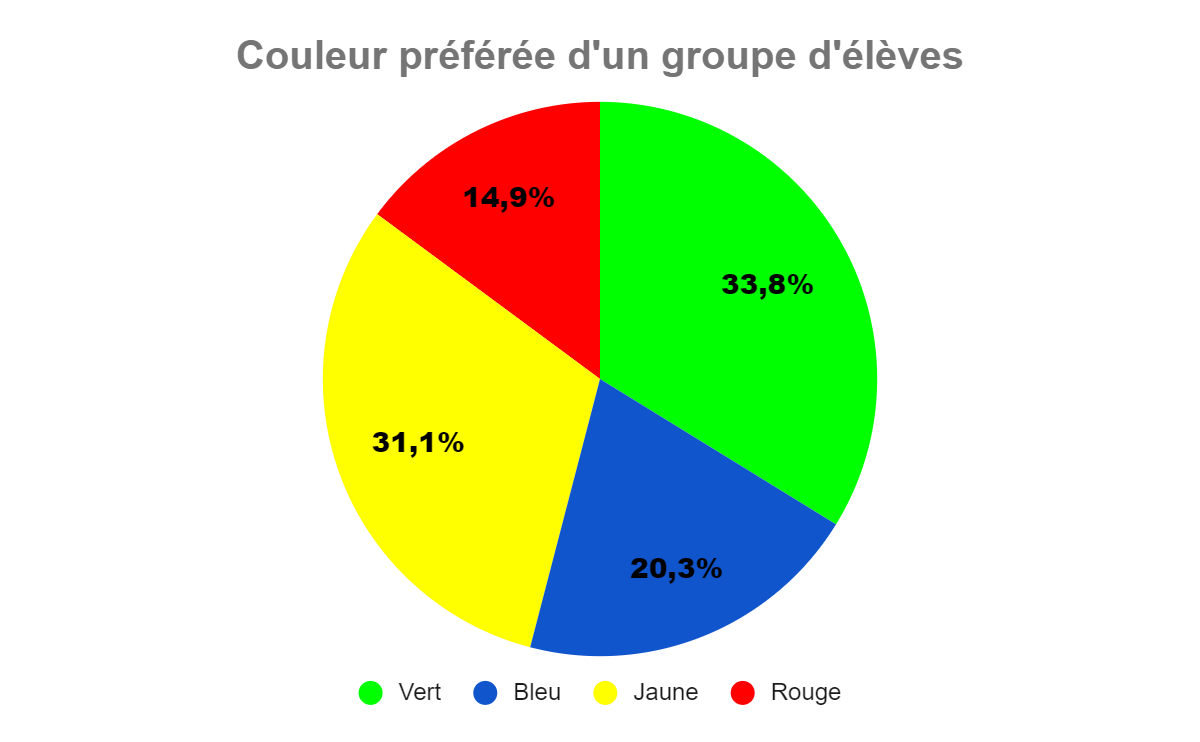 Couleur préférée d'un groupe d'élèves
14,9%
33,8%
31,1%
20,3%
Vert Bleu Jaune Rouge